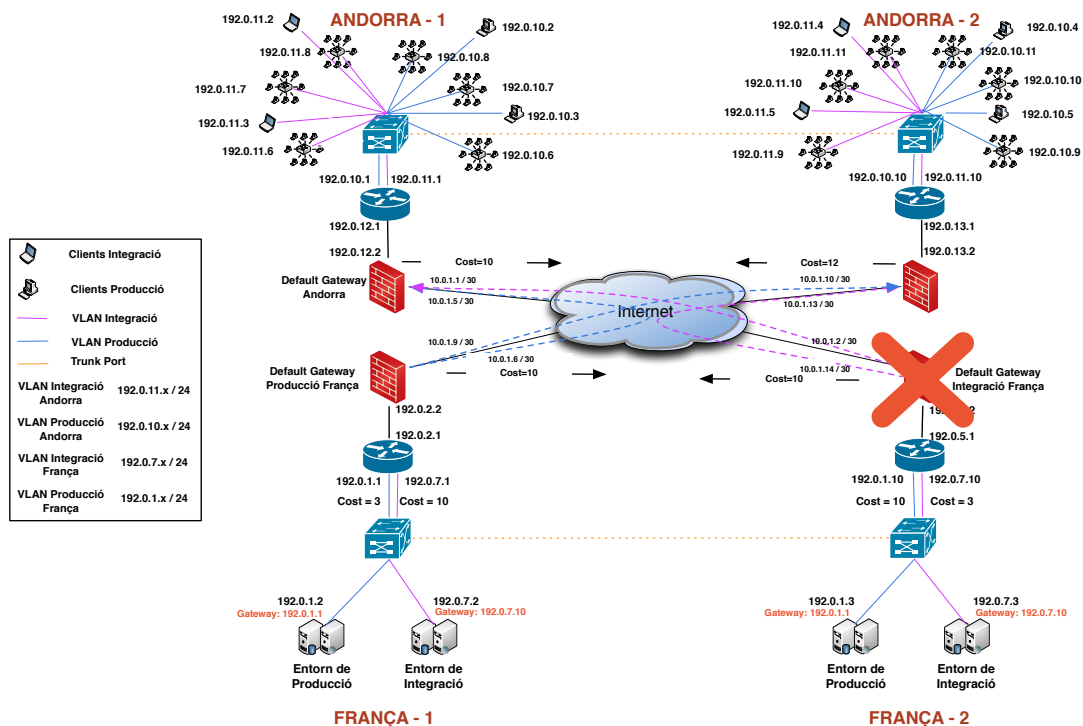 ANDORRA - 1
192.0.11.2
192.0.10.2
192.0.11.8
192.0.10.8
192.0.11.7
192.0.10.7
192.0.11.3
192.0.10.3
192.0.11.6
192.0.10.6
192.0.10.1
192.0.11.1
192.0.12.1
192.0.12.2
ANDORRA - 2
192.0.11.4
192.0.10.4
192.0.11.11
192.0.10.11
192.0.11.10
192.0.10.10
192.0.11.5
192.0.10.5
192.0.11.9
192.0.10.9
192.0.10.10
192.0.11.10
192.0.13.1
192.0.13.2
Cost=10
Cost=12
Default Gateway
Andorra
10.0.1.1 / 30
10.0.1.5 / 30
10.0.1.10 / 30
10.0.1.13 / 30
Internet
10.0.1.9 / 30
10.0.1.6 / 30
10.0.1.2 / 30
10.0.1.14 / 30
Cost=10
Cost=10
Default Gateway
Producció França
Default Gateway
Integració França
Clients Integració
Clients Producció
VLAN Integració
VLAN Producció
Trunk Port
VLAN Integració
Andorra
192.0.11.x / 24
VLAN Producció
Andorra
192.0.10.x / 24
VLAN Integració
França
192.0.7.x / 24
VLAN Producció
França
192.0.1.x / 24
192.0.2.2
192.0.2.1
192.0.1.1
192.0.7.1
Cost = 3
Cost = 10
192.0.5.1
192.0.1.10
192.0.7.10
Cost = 10
Cost = 3
192.0.1.2
Gateway: 192.0.1.1
192.0.7.2
Gateway: 192.0.7.10
Entorn de
Producció
Entorn de
Integració
FRANÇA - 1
192.0.1.3
Gateway: 192.0.1.1
192.0.7.3
Gateway: 192.0.7.10
Entorn de
Producció
Entorn de
Integració
FRANÇA - 2